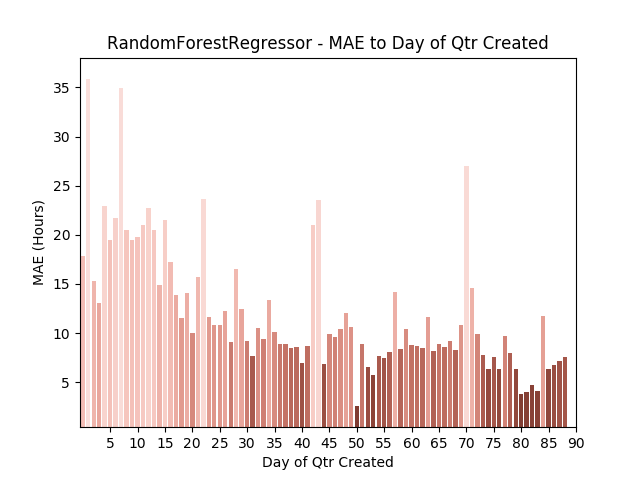 RandomForestRegressor - MAE to Day of Qtr Created
35
30
25
20
15
10
5
MAE (Hours)
5 10 15 20 25 30 35 40 45 50 55 60 65 70 75 80 85 90
Day of Qtr Created